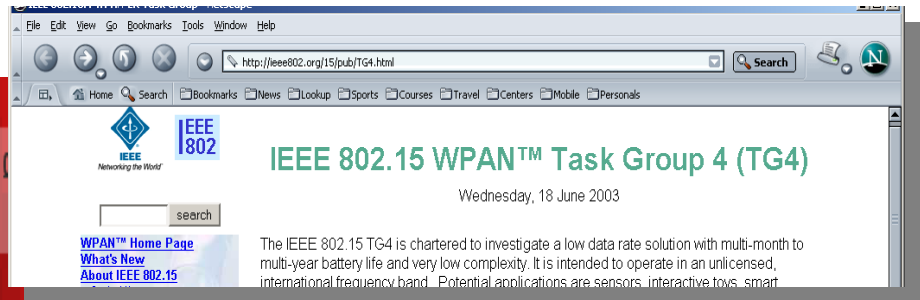 File Edit View Go Bookmarks Tools Window Help
http://ieee802.org/15/pub/TG4.html Search N
Home Search Bookmarks News Lookup Sports Courses Travel Centers Mobile Personals
IEEE
Networking the World™
IEEE
802
IEEE 802.15 WPAN™ Task Group 4 (TG4)
Wednesday, 18 June 2003
search
WPAN™ Home Page
What's New
About IEEE 802.15
The IEEE 802.15 TG4 is chartered to investigate a low data rate solution with multi-month to
multi-year battery life and very low complexity. It is intended to operate in an unlicensed,
international frequency band. Potential applications are sensors, interactive toys, smart